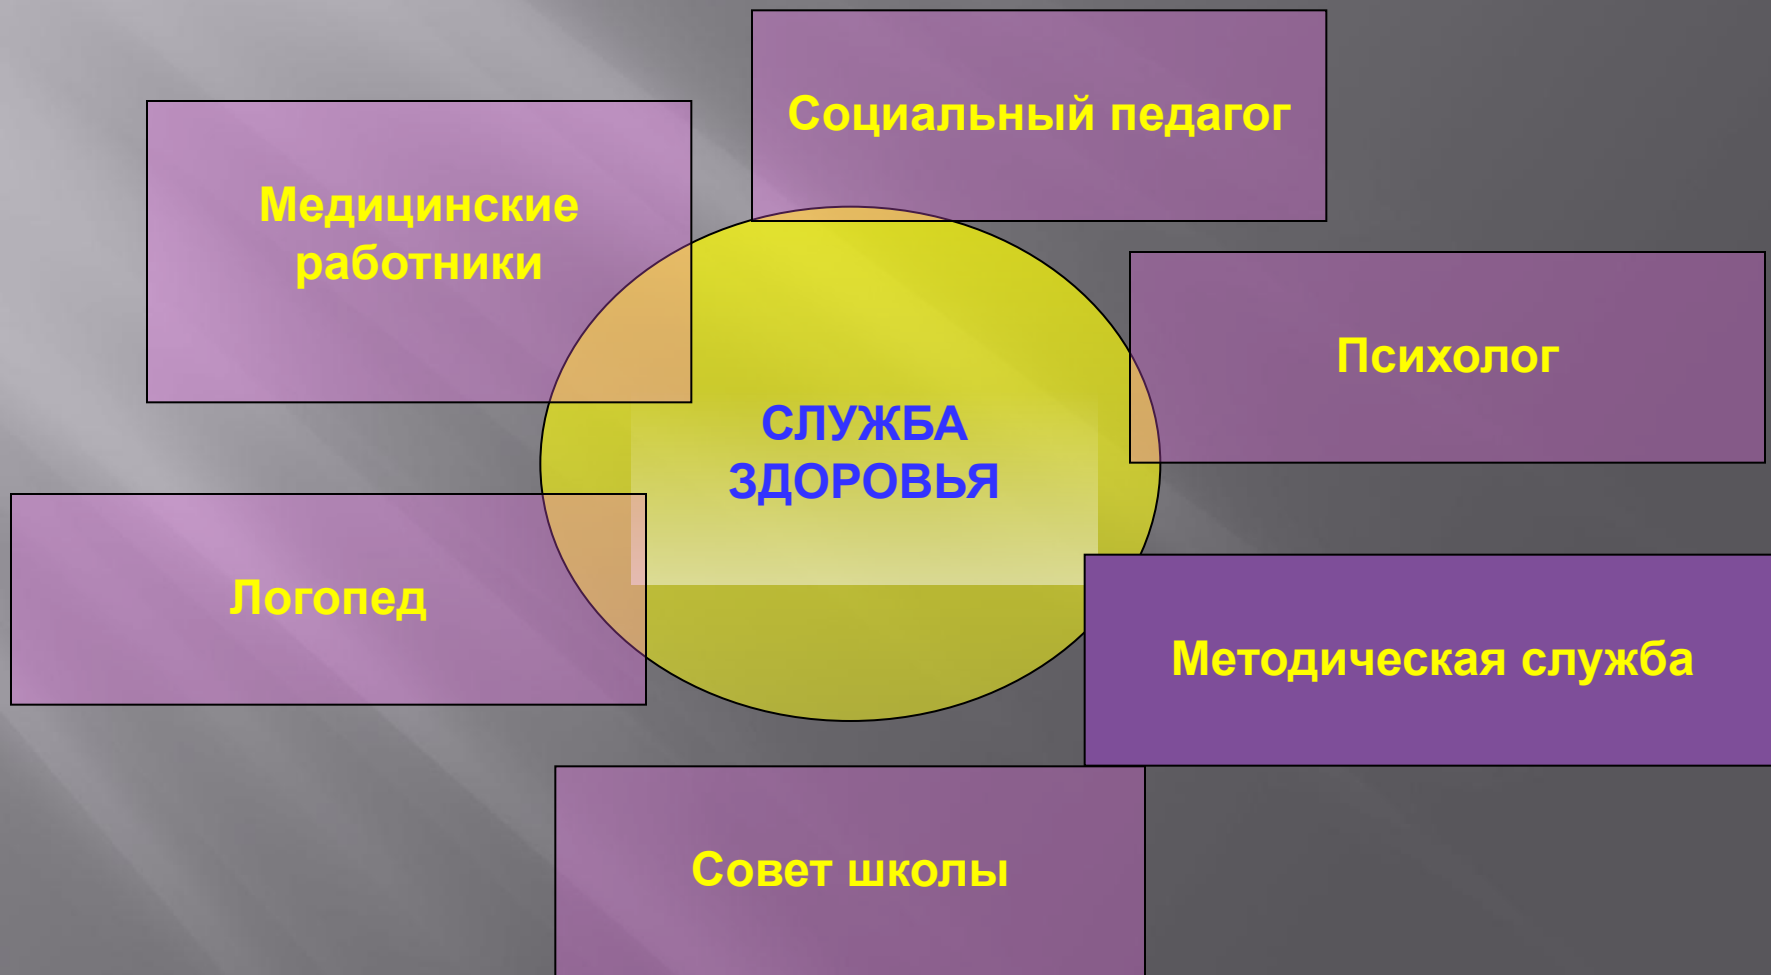 Социальный педагог
Медицинские
работники
Психолог
СЛУЖБА
ЗДОРОВЬЯ
Логопед
Методическая служба
Совет школы